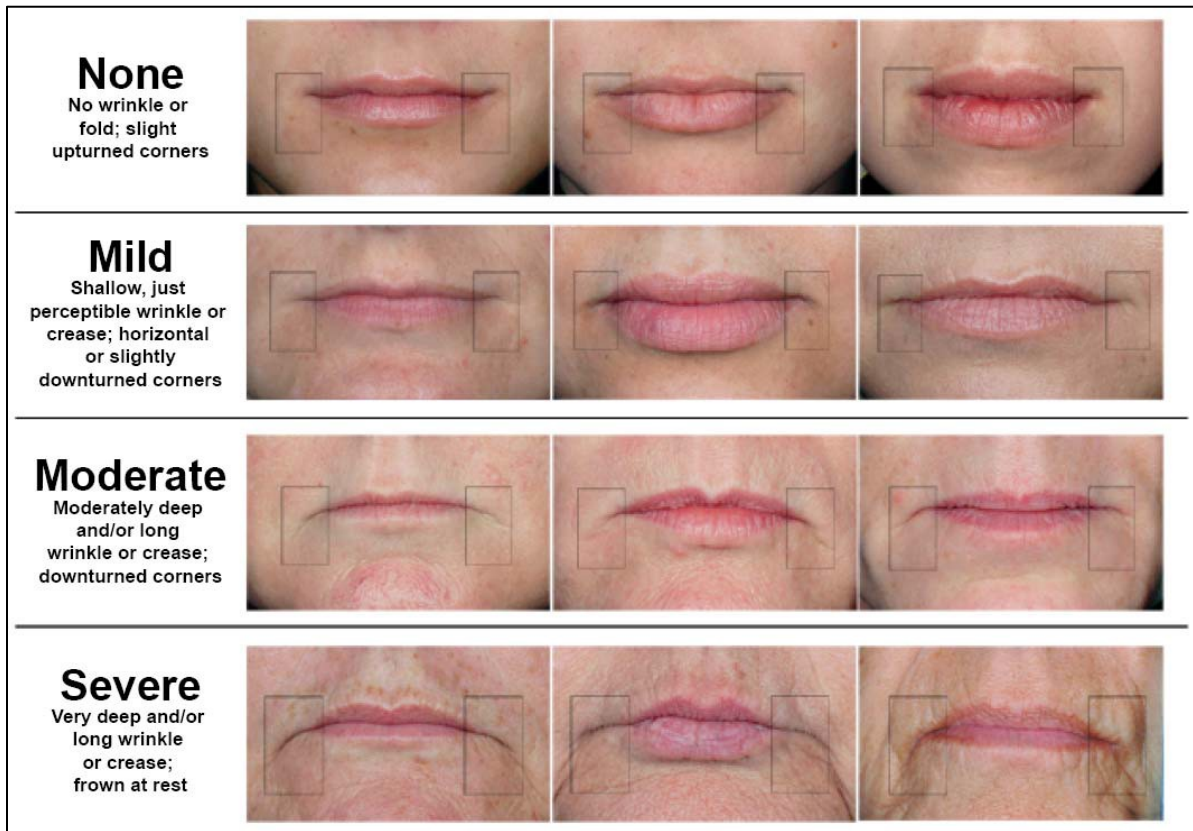 None
No wrinkle or
fold; slight
upturned corners
Mild
Shallow, just
perceptible wrinkle or
crease; horizontal
or slightly
downturned corners
Moderate
Moderately deep
and/or long
wrinkle or crease;
downturned corners
Severe
Very deep and/or
long wrinkle
or crease;
frown at rest